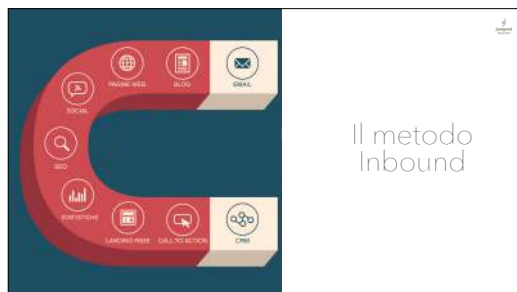 PAGINE WEB
BLOG
EMAIL
SOCIAL
SEO
STATISTICHE
LANDING PAGE
CALL TO ACTION
CRM
Il metodo
Inbound